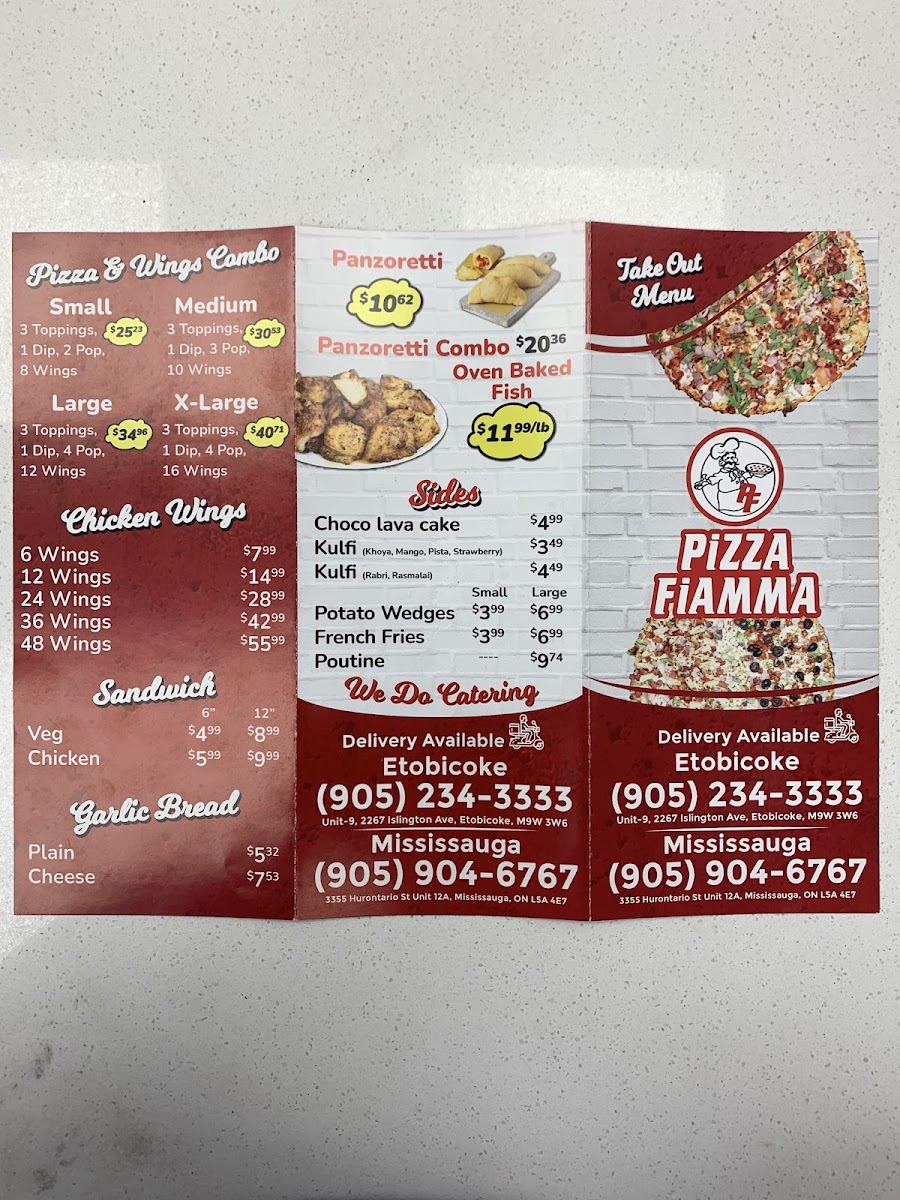 Pizza & Wings Combo
Small
3 Toppings, $25.23
1 Dip, 2 Pop,
8 Wings
Medium
3 Toppings, $30.53
1 Dip, 3 Pop,
10 Wings
Large
3 Toppings, $34.96
1 Dip, 4 Pop,
12 Wings
X-Large
3 Toppings, $40.71
1 Dip, 4 Pop,
16 Wings
Chicken Wings
6 Wings $7.99
12 Wings $14.99
24 Wings $28.99
36 Wings $42.99
48 Wings $55.99
Sandwich
6" 12"
Veg $4.99 $8.99
Chicken $5.99 $9.99
Garlic Bread
Plain $5.32
Cheese $7.53
Panzoretti
$10.62
Panzoretti Combo $20.36
Oven Baked
Fish
$11.99/lb
Sides
Choco lava cake $4.99
Kulfi (Khoya, Mango, Pista, Strawberry) $3.49
Kulfi (Rabri, Rasmalai) $4.49
Small Large
Potato Wedges $3.99 $6.99
French Fries $3.99 $6.99
Poutine ---- $9.74
We Do Catering
Delivery Available
Etobicoke
(905) 234-3333
Unit-9, 2267 Islington Ave, Etobicoke, M9W 3W6
Mississauga
(905) 904-6767
3355 Hurontario St Unit 12A, Mississauga, ON L5A 4E7
Take Out
Menu
PF
PiZZA
FiAMMA
Delivery Available
Etobicoke
(905) 234-3333
Unit-9, 2267 Islington Ave, Etobicoke, M9W 3W6
Mississauga
(905) 904-6767
3355 Hurontario St Unit 12A, Mississauga, ON L5A 4E7